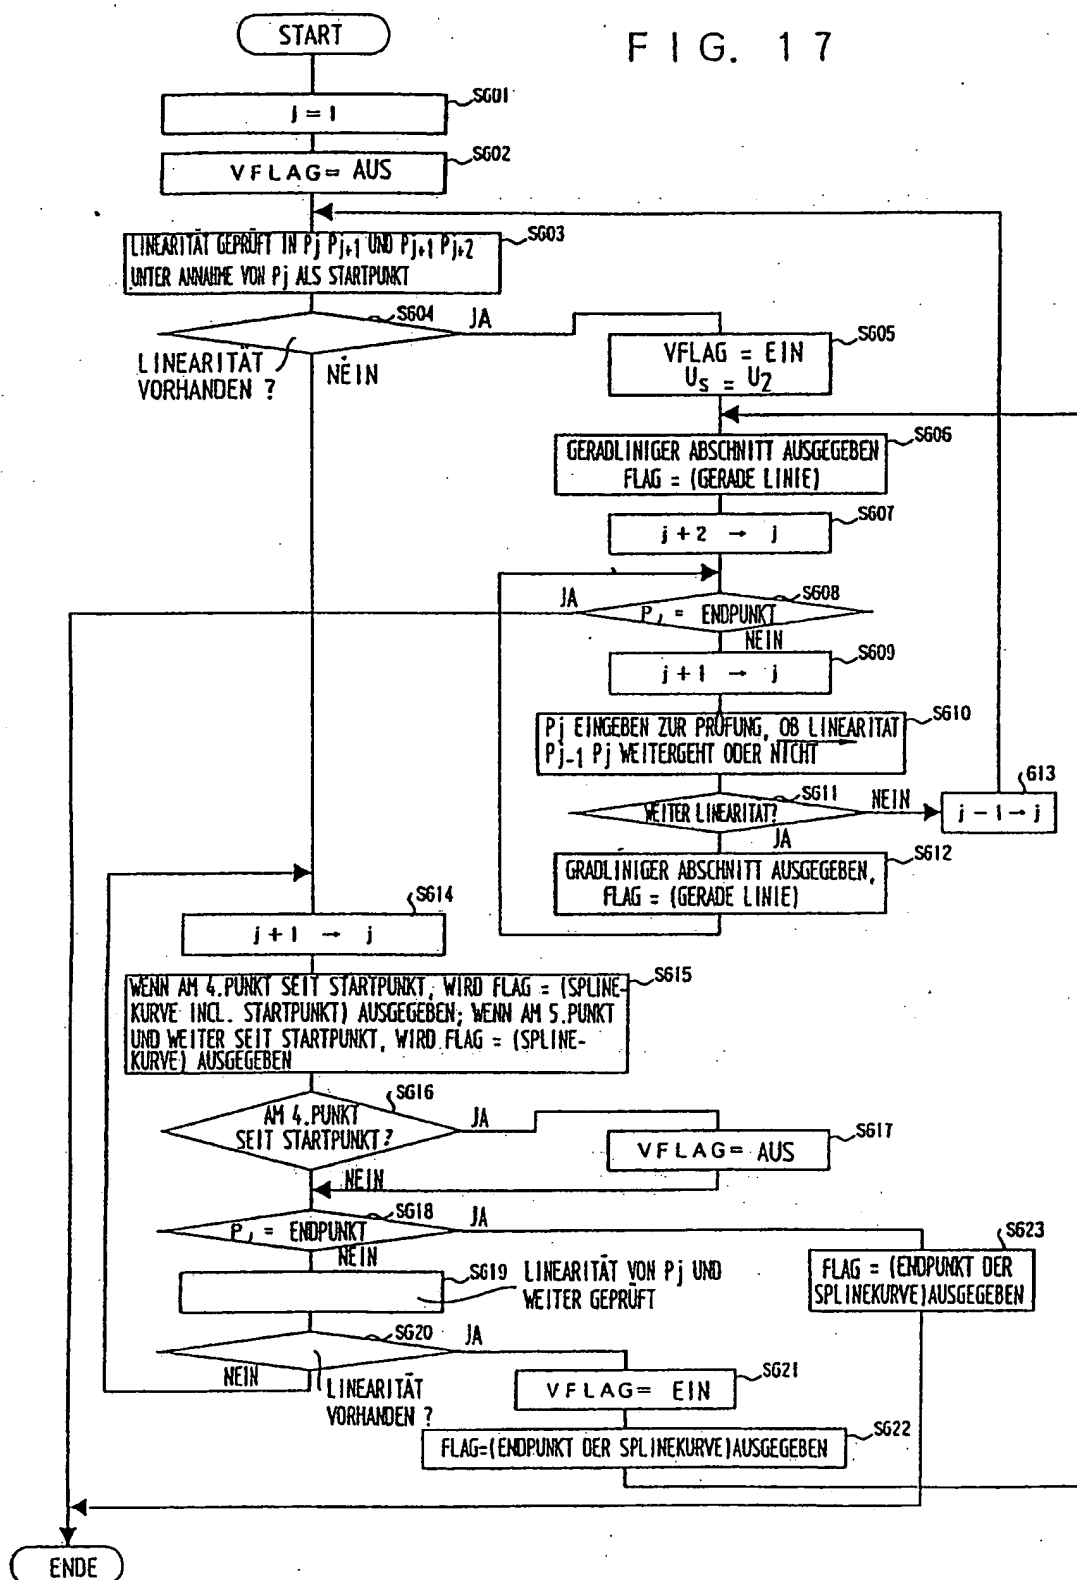 START
F I G. 17
S601
j = 1
S602
VFLAG= AUS
S603
LINEARITÄT GEPRÜFT IN Pj Pj+1 UND Pj+1 Pj+2
UNTER ANNAHME VON Pj ALS STARTPUNKT
S604
JA
LINEARITÄT
VORHANDEN ?
NEIN
S605
VFLAG = EIN
Us = U2
S606
GERADLINIGER ABSCHNITT AUSGEGEBEN
FLAG = (GERADE LINIE)
S607
j + 2 → j
JA
S608
Pj = ENDPUNKT
NEIN
S609
j + 1 → j
S610
Pj EINGEBEN ZUR PRÜFUNG, OB LINEARITAT
Pj-1 Pj WEITERGEHT ODER NICHT
S611
WEITER LINEARITAT?
NEIN
JA
613
j - 1 → j
S612
GRADLINIGER ABSCHNITT AUSGEGEBEN,
FLAG = (GERADE LINIE)
S614
j + 1 → j
S615
WENN AM 4.PUNKT SEIT STARTPUNKT, WIRD FLAG = (SPLINE-
KURVE INCL. STARTPUNKT) AUSGEGEBEN; WENN AM 5.PUNKT
UND WEITER SEIT STARTPUNKT, WIRD FLAG = (SPLINE-
KURVE) AUSGEGEBEN
S616
AM 4.PUNKT
SEIT STARTPUNKT?
JA
NEIN
S617
VFLAG= AUS
S618
Pj = ENDPUNKT
JA
NEIN
S619
LINEARITÄT VON Pj UND
WEITER GEPRÜFT
S623
FLAG = (ENDPUNKT DER
SPLINEKURVE)AUSGEGEBEN
S620
JA
NEIN
LINEARITÄT
VORHANDEN ?
S621
VFLAG= EIN
S622
FLAG=(ENDPUNKT DER SPLINEKURVE)AUSGEGEBEN
ENDE